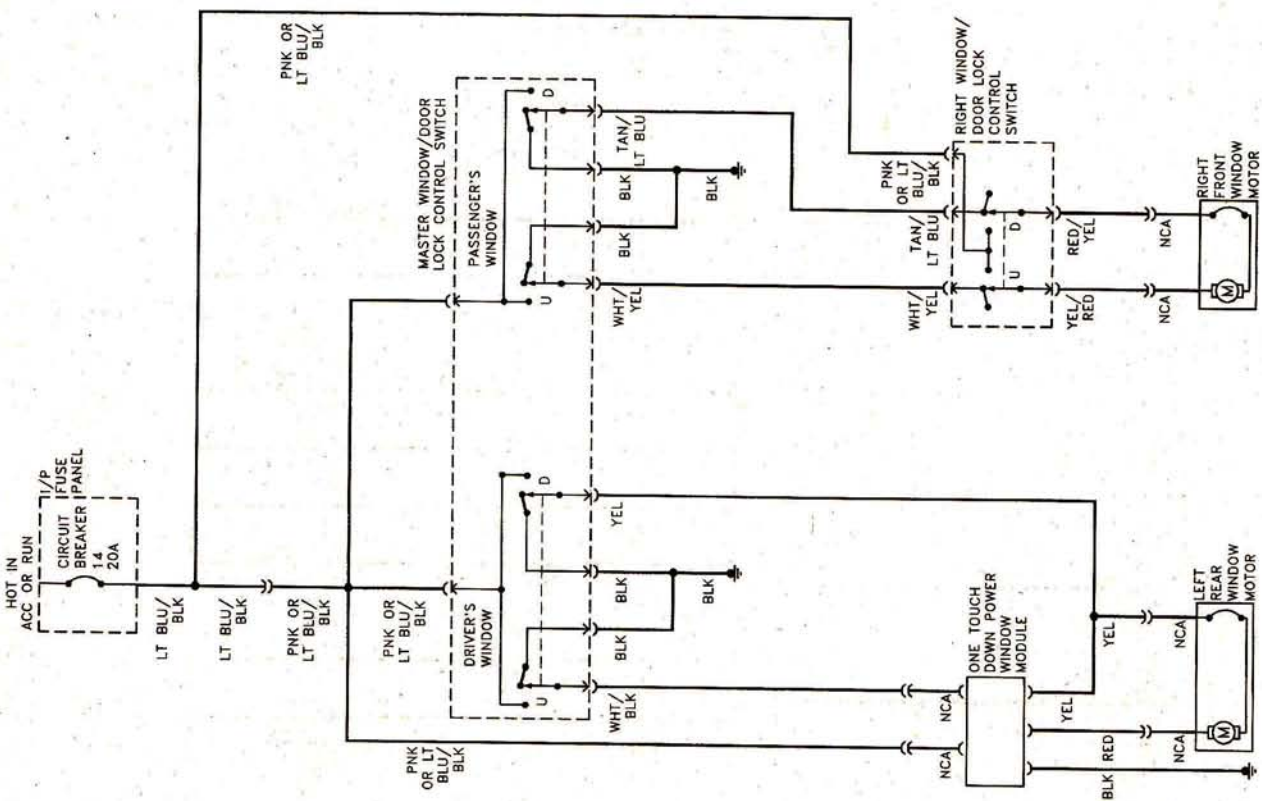 HOT IN
ACC OR RUN
I/P
FUSE
PANEL
CIRCUIT
BREAKER
14
20A
LT BLU/
BLK
LT BLU/
BLK
PNK OR
LT BLU/
BLK
PNK OR
LT BLU/
BLK
PNK OR
LT BLU/
BLK
PNK
OR LT
BLU/
BLK
MASTER WINDOW/DOOR
LOCK CONTROL SWITCH
DRIVER'S
WINDOW
U
D
PASSENGER'S
WINDOW
U
D
WHT/
BLK
BLK
BLK
BLK
YEL
WHT/
YEL
BLK
BLK
BLK
TAN/
LT BLU
NCA
NCA
ONE TOUCH
DOWN POWER
WINDOW
MODULE
BLK
RED
YEL
YEL
NCA
NCA
LEFT
REAR
WINDOW
MOTOR
M
WHT/
YEL
TAN/
LT BLU
PNK
OR LT
BLU/
BLK
RIGHT WINDOW/
DOOR LOCK
CONTROL
SWITCH
U
D
YEL/
RED
RED/
YEL
NCA
NCA
RIGHT
FRONT
WINDOW
MOTOR
M